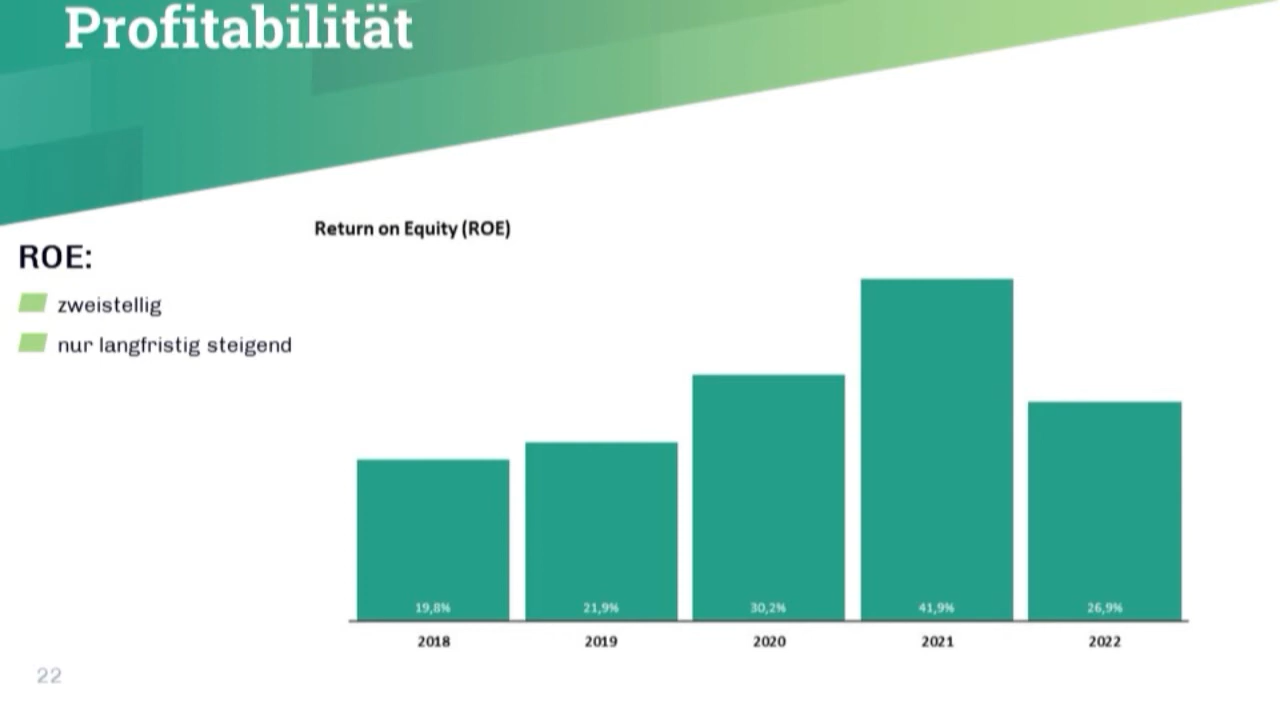 Profitabilität
Return on Equity (ROE)
ROE:
zweistellig
nur langfristig steigend
19,8% 21,9% 30,2% 41,9% 26,9%
2018 2019 2020 2021 2022
22